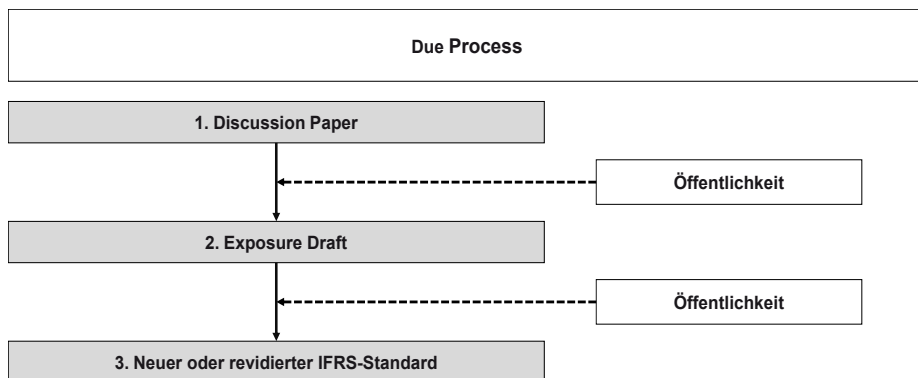 Due Process
1. Discussion Paper
Öffentlichkeit
2. Exposure Draft
Öffentlichkeit
3. Neuer oder revidierter IFRS-Standard